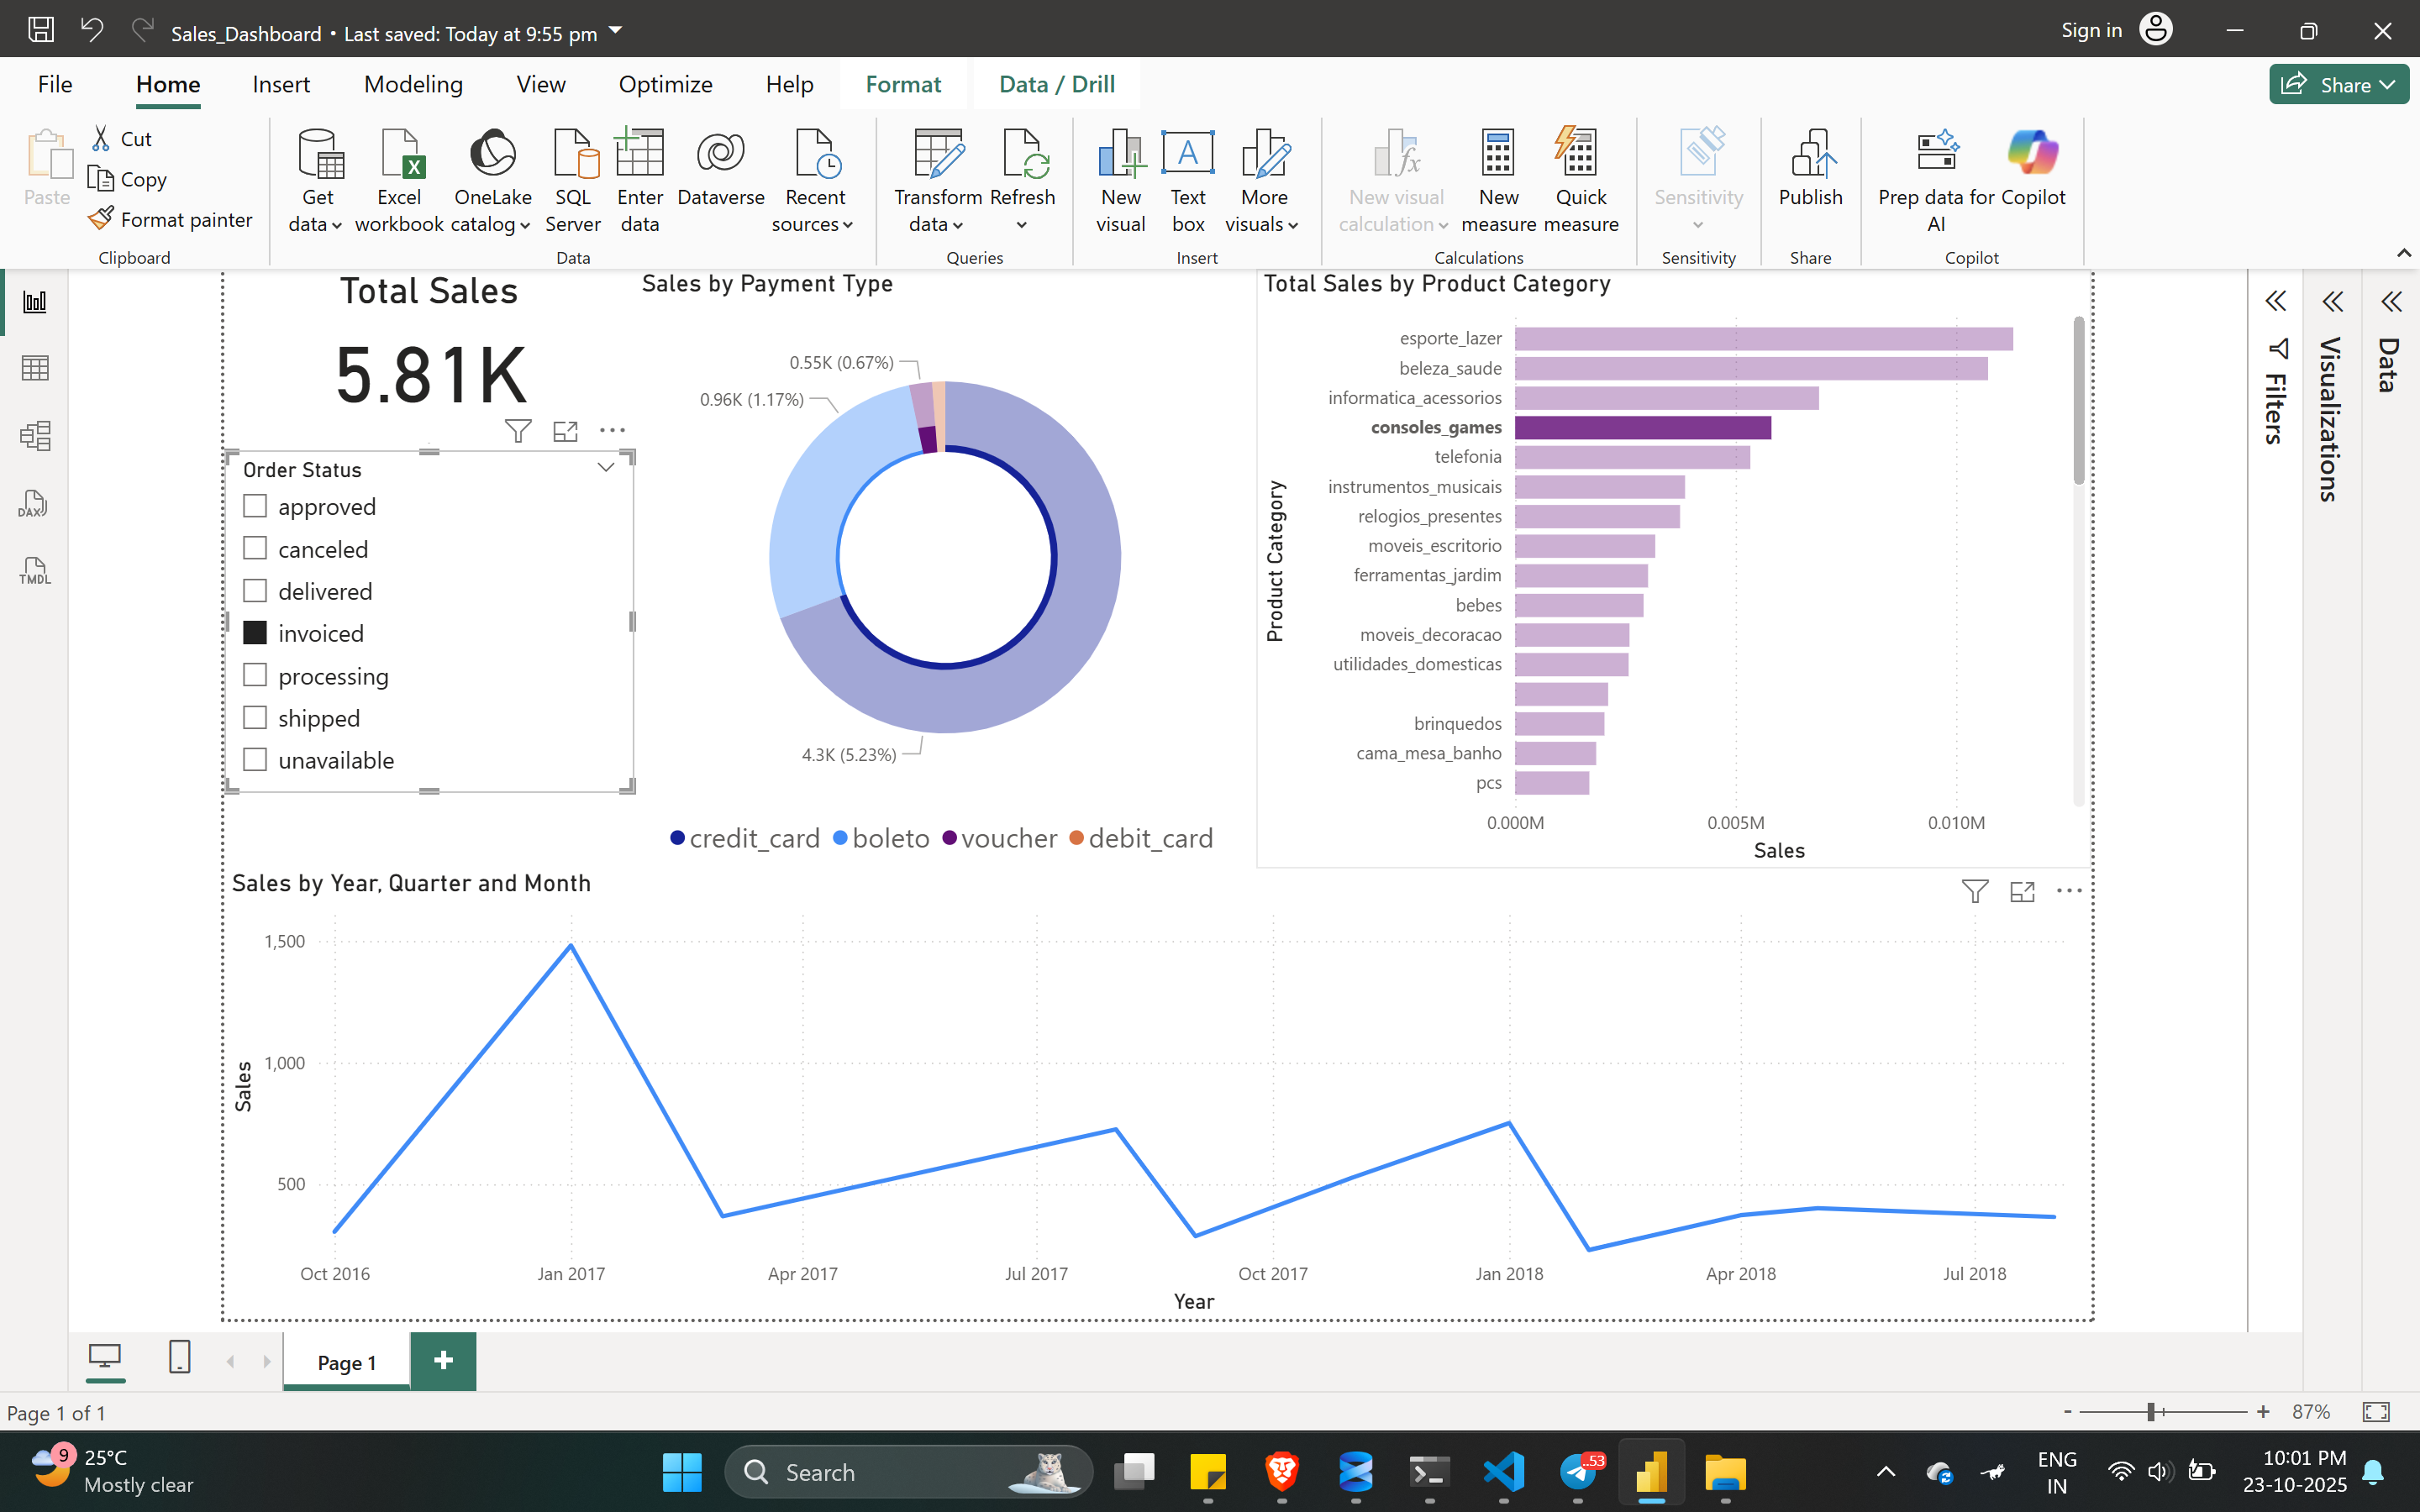 Sales_Dashboard • Last saved: Today at 9:55 pm
Sign in
File Home Insert Modeling View Optimize Help Format Data / Drill
Share
Paste
Cut
Copy
Format painter
Clipboard
Get data
Excel workbook
OneLake catalog
SQL Server
Enter data
Dataverse
Recent sources
Data
Transform data
Refresh
Queries
New visual
A
Text box
More visuals
Insert
New visual calculation
New measure
Quick measure
Calculations
Sensitivity
Sensitivity
Publish
Share
Prep data for AI
Copilot
Copilot
DAX
TMDL
Total Sales
5.81K
Order Status
approved
canceled
delivered
invoiced
processing
shipped
unavailable
Sales by Payment Type
0.55K (0.67%)
0.96K (1.17%)
4.3K (5.23%)
credit_card boleto voucher debit_card
Total Sales by Product Category
Product Category
esporte_lazer
beleza_saude
informatica_acessorios
consoles_games
telefonia
instrumentos_musicais
relogios_presentes
moveis_escritorio
ferramentas_jardim
bebes
moveis_decoracao
utilidades_domesticas
brinquedos
cama_mesa_banho
pcs
0.000M 0.005M 0.010M
Sales
Filters
Visualizations
Data
Sales by Year, Quarter and Month
Sales
1,500
1,000
500
Oct 2016 Jan 2017 Apr 2017 Jul 2017 Oct 2017 Jan 2018 Apr 2018 Jul 2018
Year
Page 1
+
Page 1 of 1
- + 87%
9
25°C
Mostly clear
Search
..53
ENG
IN
10:01 PM
23-10-2025